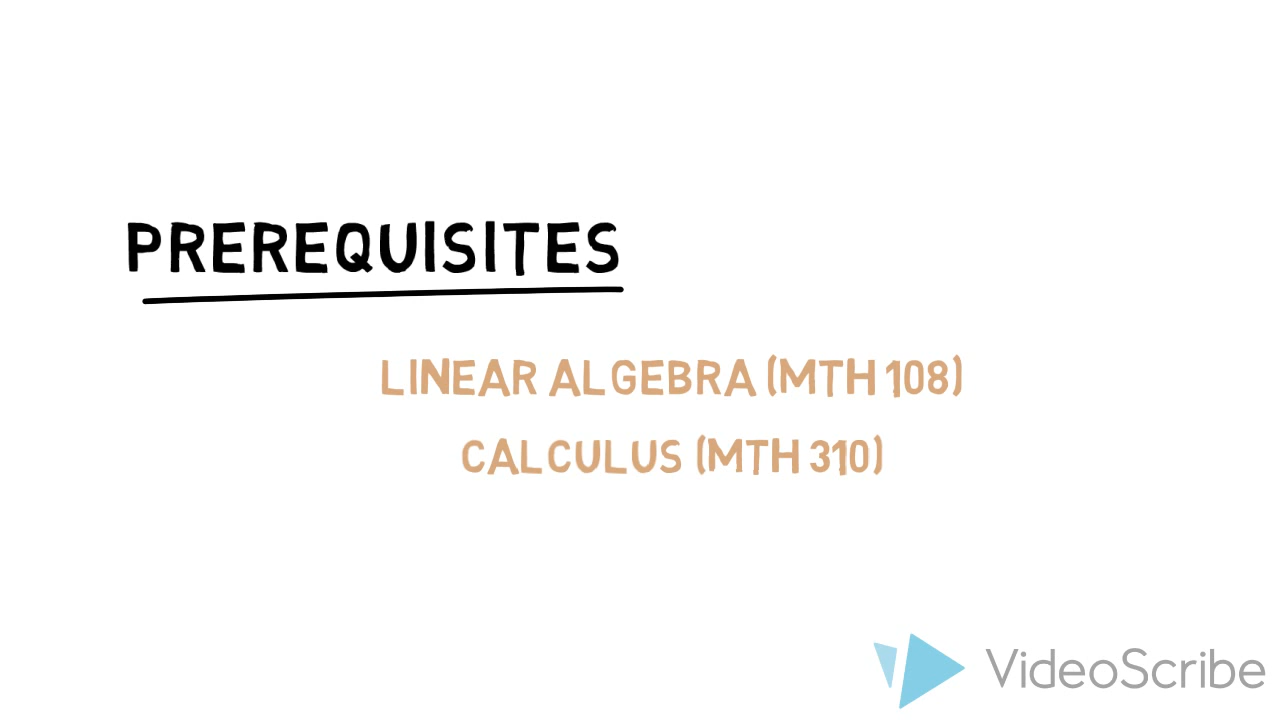 PREREQUISITES
LINEAR ALGEBRA (MTH 108)
CALCULUS (MTH 310)
VideoScribe